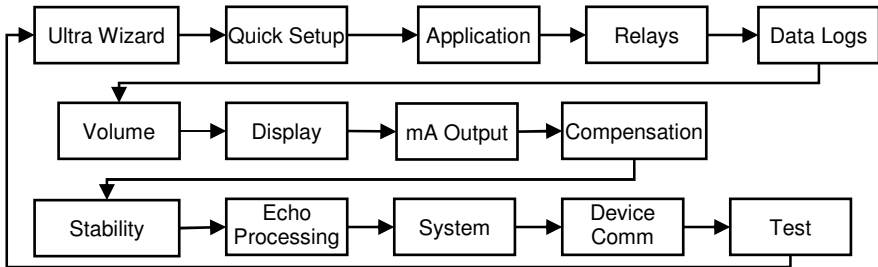 Ultra Wizard
Quick Setup
Application
Relays
Data Logs
Volume
Display
mA Output
Compensation
Stability
Echo
Processing
System
Device
Comm
Test